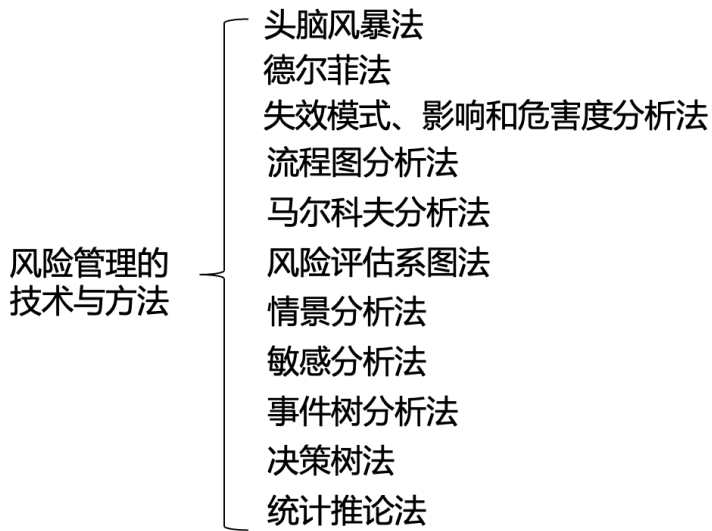 风险管理的
技术与方法
头脑风暴法
德尔菲法
失效模式、影响和危害度分析法
流程图分析法
马尔科夫分析法
风险评估系图法
情景分析法
敏感分析法
事件树分析法
决策树法
统计推论法